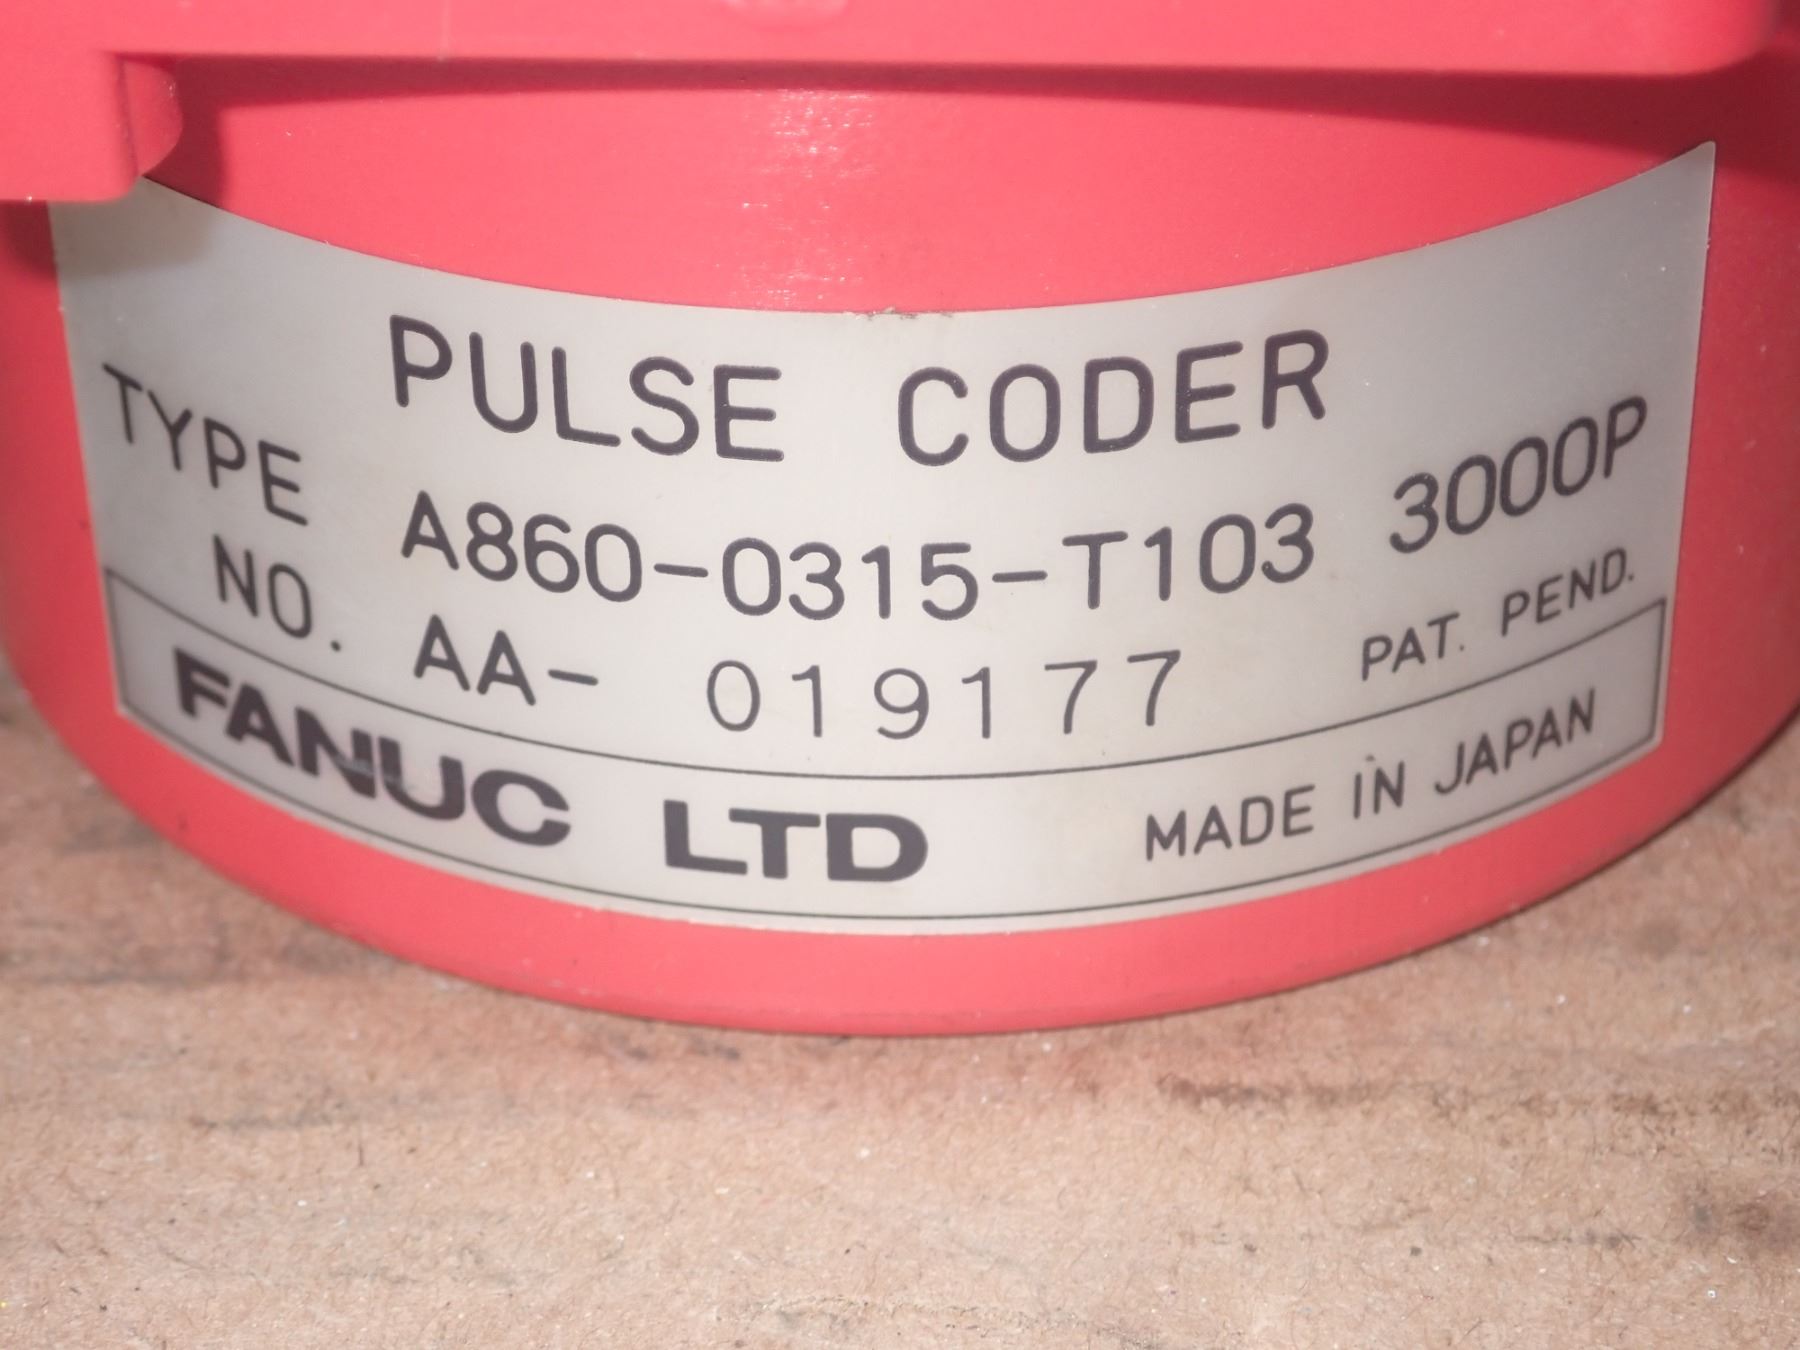 PULSE CODER
TYPE A860-0315-T103 3000P
NO. AA- 019177 PAT. PEND.
FANUC LTD MADE IN JAPAN